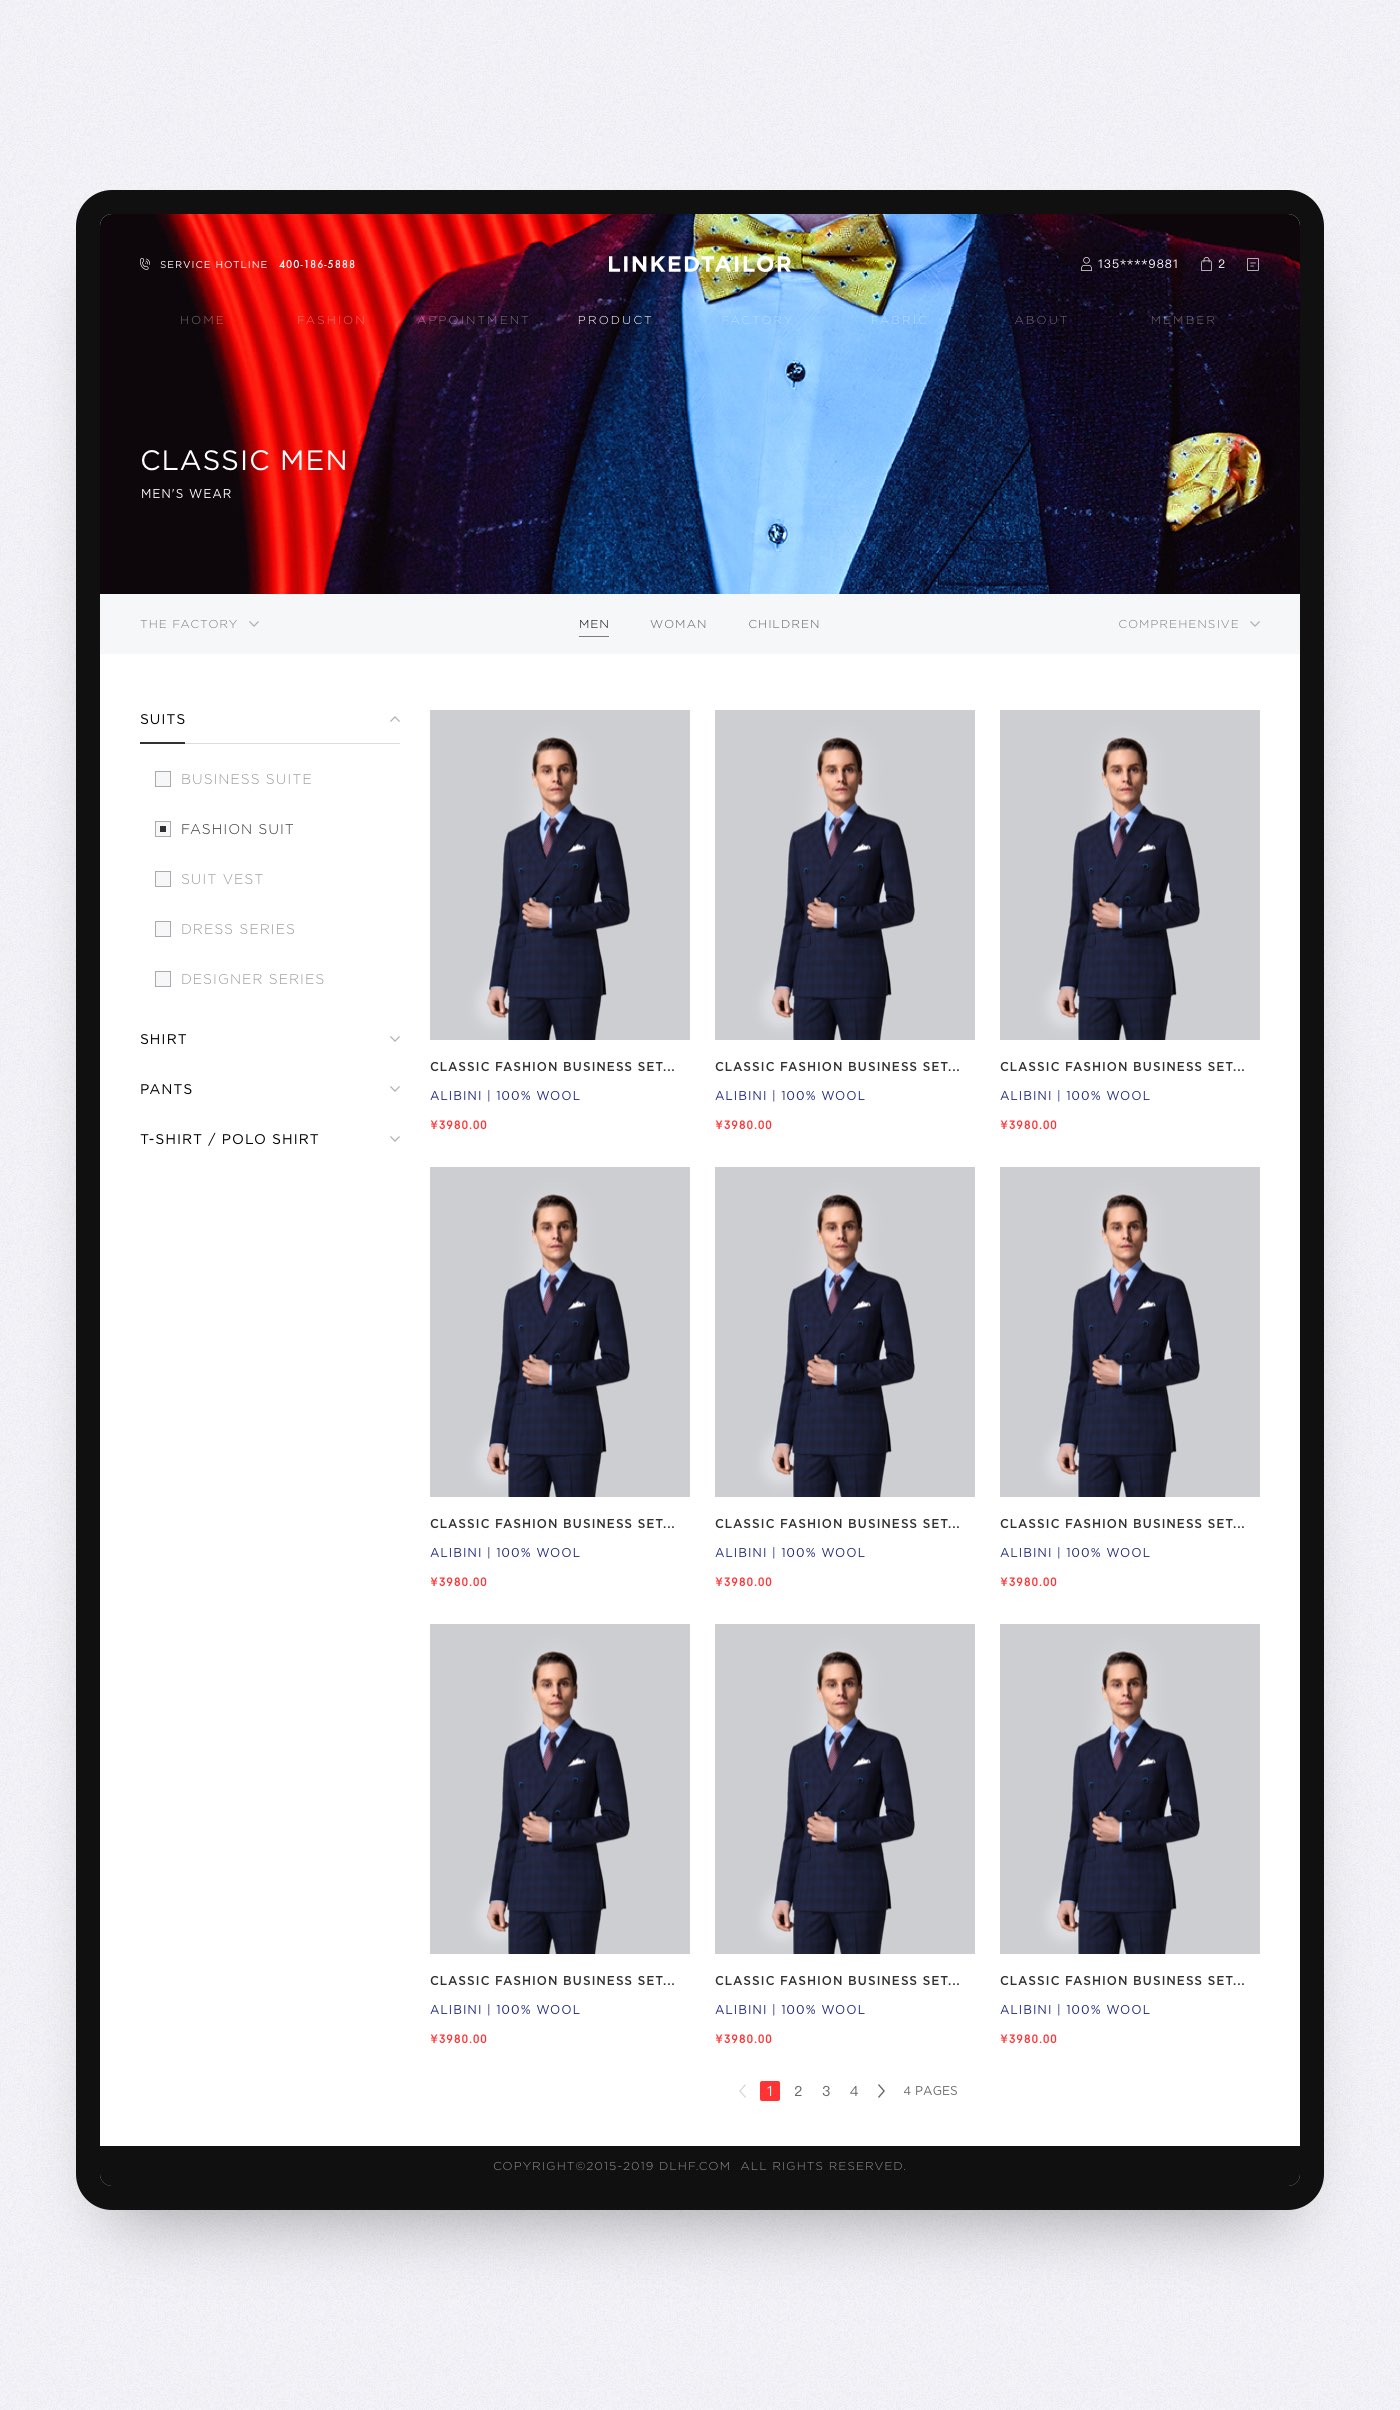 SERVICE HOTLINE 400-186-5888
LINKEDTAILOR
135****9881 2
HOME FASHION APPOINTMENT PRODUCT FACTORY FABRIC ABOUT MEMBER
CLASSIC MEN
MEN'S WEAR
THE FACTORY MEN WOMAN CHILDREN COMPREHENSIVE
SUITS
BUSINESS SUITE
FASHION SUIT
SUIT VEST
DRESS SERIES
DESIGNER SERIES
SHIRT
PANTS
T-SHIRT / POLO SHIRT
CLASSIC FASHION BUSINESS SET... CLASSIC FASHION BUSINESS SET... CLASSIC FASHION BUSINESS SET...
ALIBINI | 100% WOOL ALIBINI | 100% WOOL ALIBINI | 100% WOOL
¥3980.00 ¥3980.00 ¥3980.00
CLASSIC FASHION BUSINESS SET... CLASSIC FASHION BUSINESS SET... CLASSIC FASHION BUSINESS SET...
ALIBINI | 100% WOOL ALIBINI | 100% WOOL ALIBINI | 100% WOOL
¥3980.00 ¥3980.00 ¥3980.00
CLASSIC FASHION BUSINESS SET... CLASSIC FASHION BUSINESS SET... CLASSIC FASHION BUSINESS SET...
ALIBINI | 100% WOOL ALIBINI | 100% WOOL ALIBINI | 100% WOOL
¥3980.00 ¥3980.00 ¥3980.00
1 2 3 4 4 PAGES
COPYRIGHT©2015-2019 DLHF.COM ALL RIGHTS RESERVED.